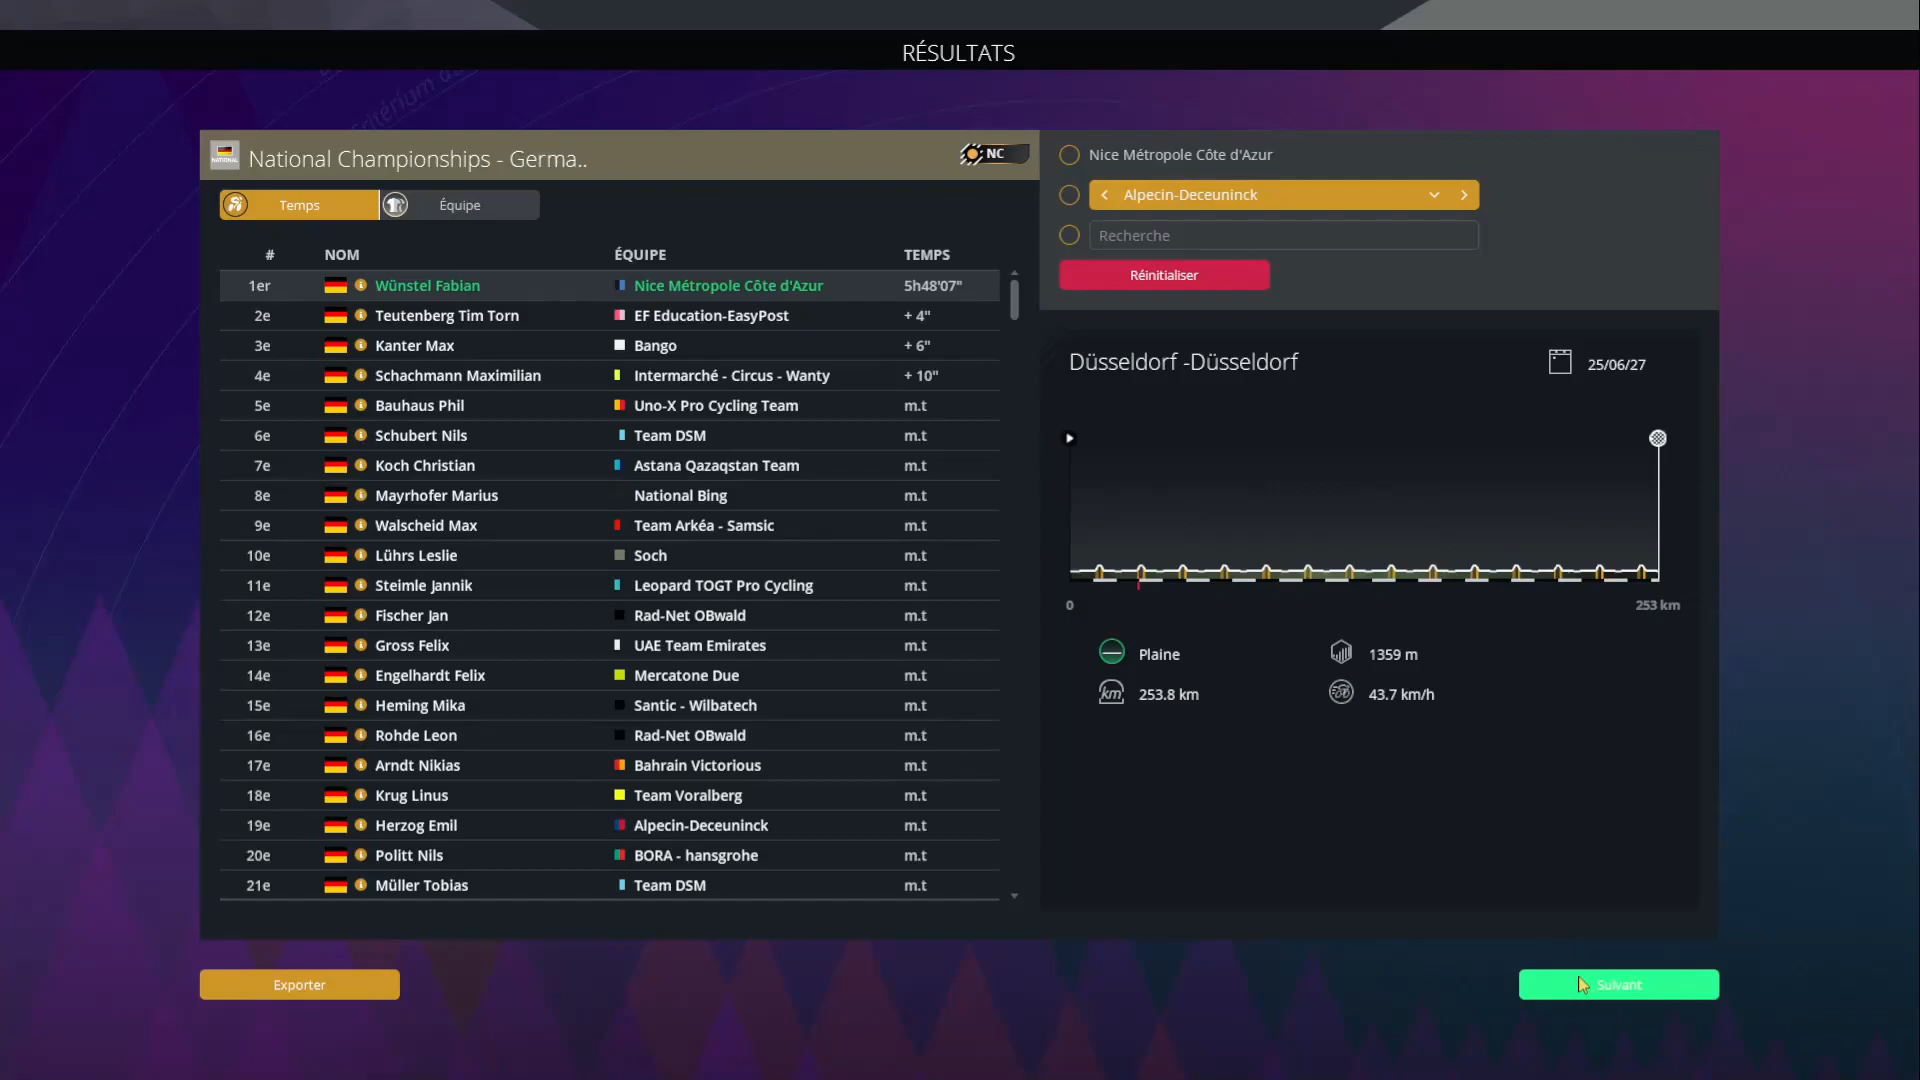 RÉSULTATS
National Championships - Germa..
NC
Temps
Équipe
# NOM ÉQUIPE TEMPS
1er Wünstel Fabian Nice Métropole Côte d'Azur 5h48'07"
2e Teutenberg Tim Torn EF Education-EasyPost + 4"
3e Kanter Max Bango + 6"
4e Schachmann Maximilian Intermarché - Circus - Wanty + 10"
5e Bauhaus Phil Uno-X Pro Cycling Team m.t
6e Schubert Nils Team DSM m.t
7e Koch Christian Astana Qazaqstan Team m.t
8e Mayrhofer Marius National Bing m.t
9e Walscheid Max Team Arkéa - Samsic m.t
10e Lührs Leslie Soch m.t
11e Steimle Jannik Leopard TOGT Pro Cycling m.t
12e Fischer Jan Rad-Net OBwald m.t
13e Gross Felix UAE Team Emirates m.t
14e Engelhardt Felix Mercatone Due m.t
15e Heming Mika Santic - Wilbatech m.t
16e Rohde Leon Rad-Net OBwald m.t
17e Arndt Nikias Bahrain Victorious m.t
18e Krug Linus Team Voralberg m.t
19e Herzog Emil Alpecin-Deceuninck m.t
20e Politt Nils BORA - hansgrohe m.t
21e Müller Tobias Team DSM m.t
Nice Métropole Côte d'Azur
Alpecin-Deceuninck
Recherche
Réinitialiser
Düsseldorf -Düsseldorf
25/06/27
0
253 km
Plaine
1359 m
km
253.8 km
43.7 km/h
Exporter
Suivant